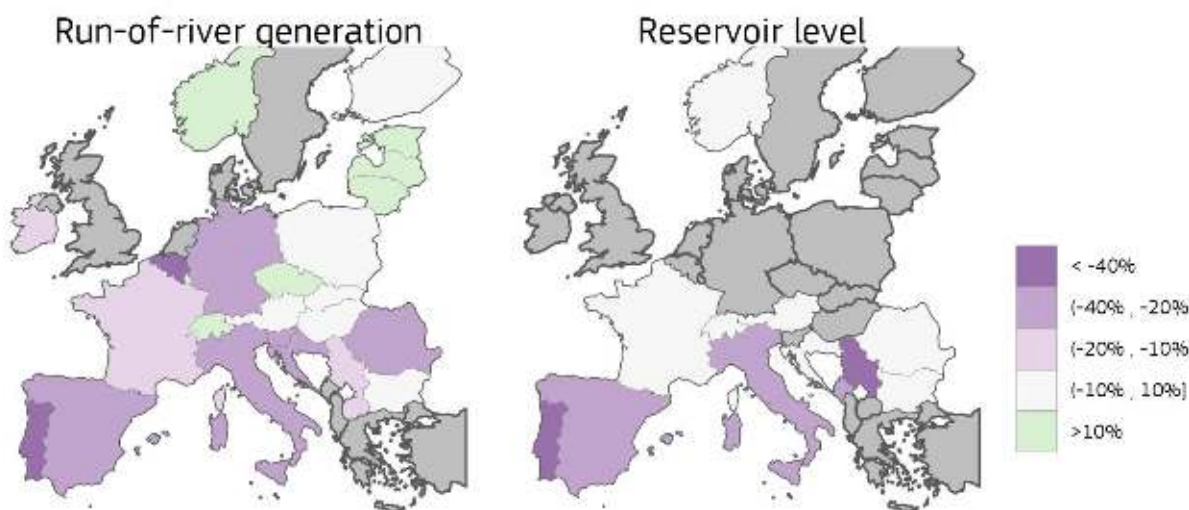 Run-of-river generation
Reservoir level
< -40%
(-40% , -20%
(-20% , -10%
(-10% , 10%]
>10%